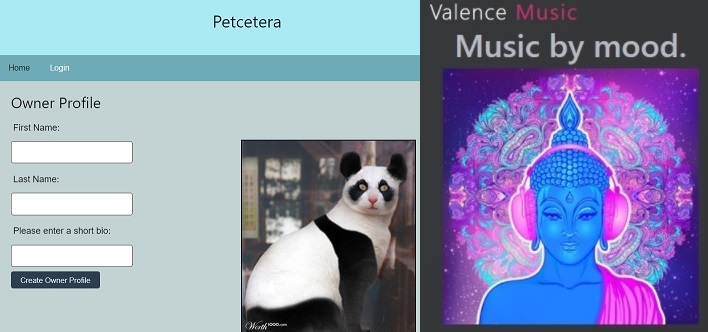 Petcetera
Home
Login
Owner Profile
First Name:
Last Name:
Please enter a short bio:
Create Owner Profile
Worth1000.com
Valence Music
Music by mood.